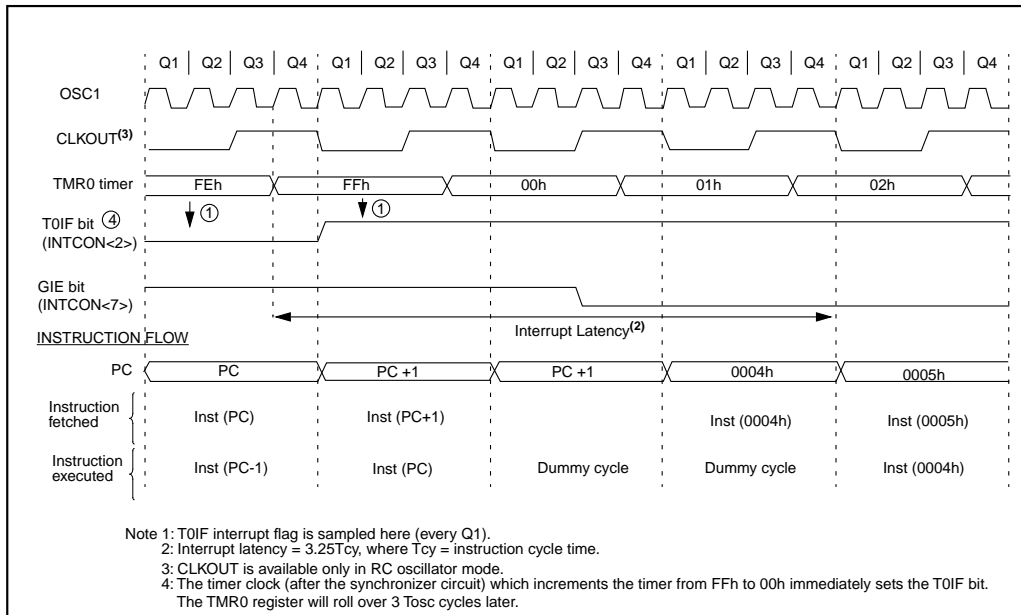 Q1 | Q2 | Q3 | Q4 Q1 | Q2 | Q3 | Q4 Q1 | Q2 | Q3 | Q4 Q1 | Q2 | Q3 | Q4 Q1 | Q2 | Q3 | Q4
OSC1
CLKOUT(3)
TMR0 timer FEh FFh 00h 01h 02h
1 1
T0IF bit 4
(INTCON<2>)
GIE bit
(INTCON<7>)
Interrupt Latency(2)
INSTRUCTION FLOW
PC PC PC +1 PC +1 0004h 0005h
Instruction
fetched Inst (PC) Inst (PC+1) Inst (0004h) Inst (0005h)
Instruction
executed Inst (PC-1) Inst (PC) Dummy cycle Dummy cycle Inst (0004h)
Note 1: T0IF interrupt flag is sampled here (every Q1).
2: Interrupt latency = 3.25Tcy, where Tcy = instruction cycle time.
3: CLKOUT is available only in RC oscillator mode.
4: The timer clock (after the synchronizer circuit) which increments the timer from FFh to 00h immediately sets the T0IF bit.
The TMR0 register will roll over 3 Tosc cycles later.